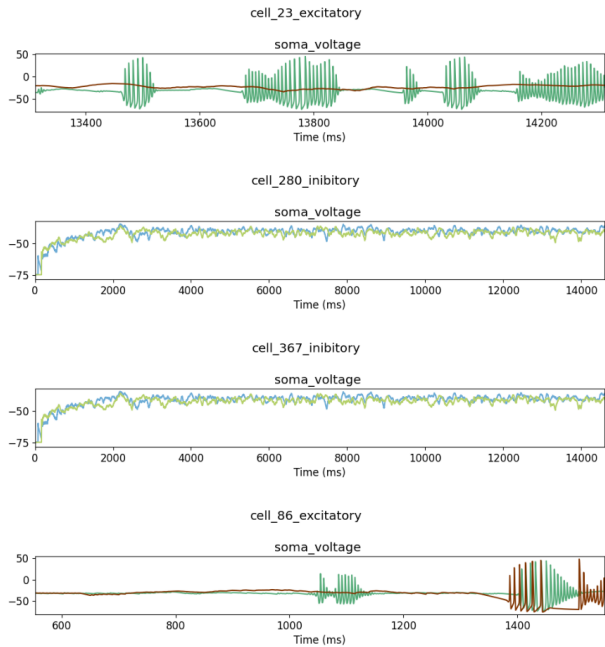 cell_23_excitatory
soma_voltage
50
0
−50
13400 13600 13800 14000 14200
Time (ms)
cell_280_inibitory
soma_voltage
−50
−75
0 2000 4000 6000 8000 10000 12000 14000
Time (ms)
cell_367_inibitory
soma_voltage
−50
−75
0 2000 4000 6000 8000 10000 12000 14000
Time (ms)
cell_86_excitatory
soma_voltage
50
0
−50
600 800 1000 1200 1400
Time (ms)